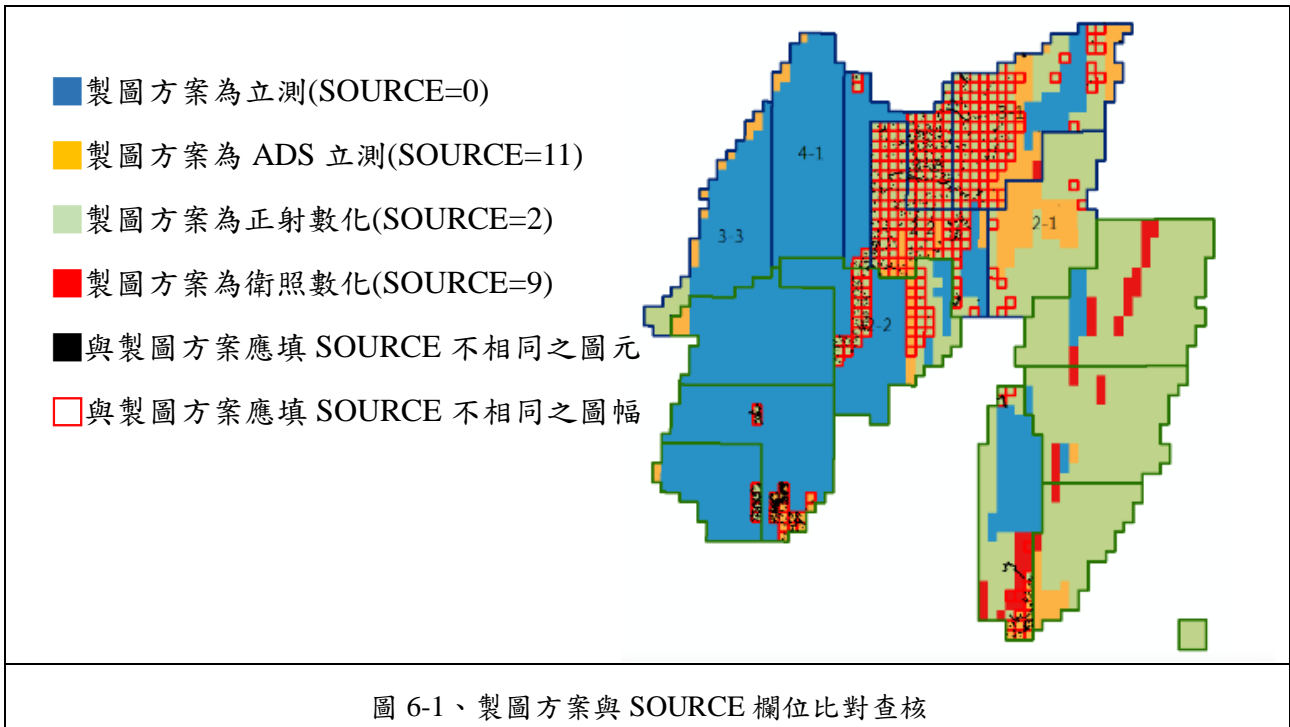 製圖方案為立測(SOURCE=0)
製圖方案為 ADS 立測(SOURCE=11)
製圖方案為正射數化(SOURCE=2)
製圖方案為衛照數化(SOURCE=9)
與製圖方案應填 SOURCE 不相同之圖元
與製圖方案應填 SOURCE 不相同之圖幅
4-1
3-3
2-1
2-2
圖 6-1、製圖方案與 SOURCE 欄位比對查核